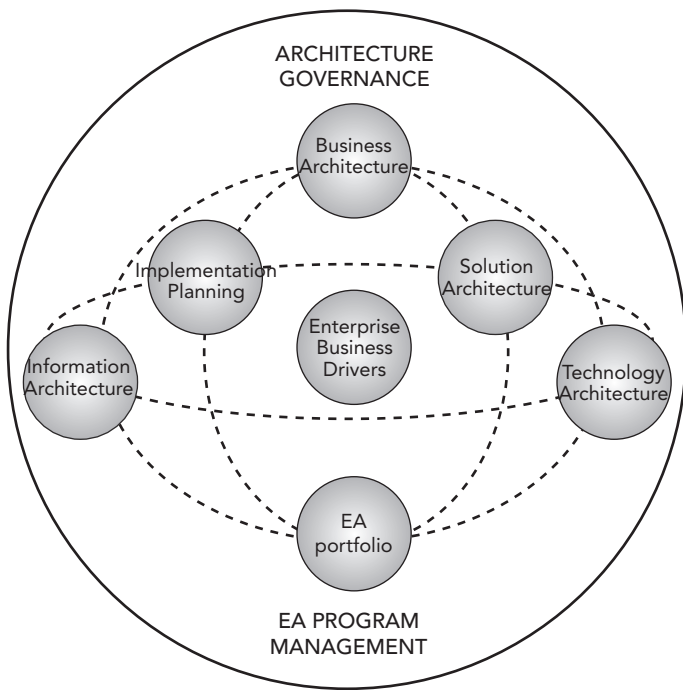 ARCHITECTURE
GOVERNANCE
Business
Architecture
Implementation
Planning
Solution
Architecture
Enterprise
Business
Drivers
Information
Architecture
Technology
Architecture
EA
portfolio
EA PROGRAM
MANAGEMENT